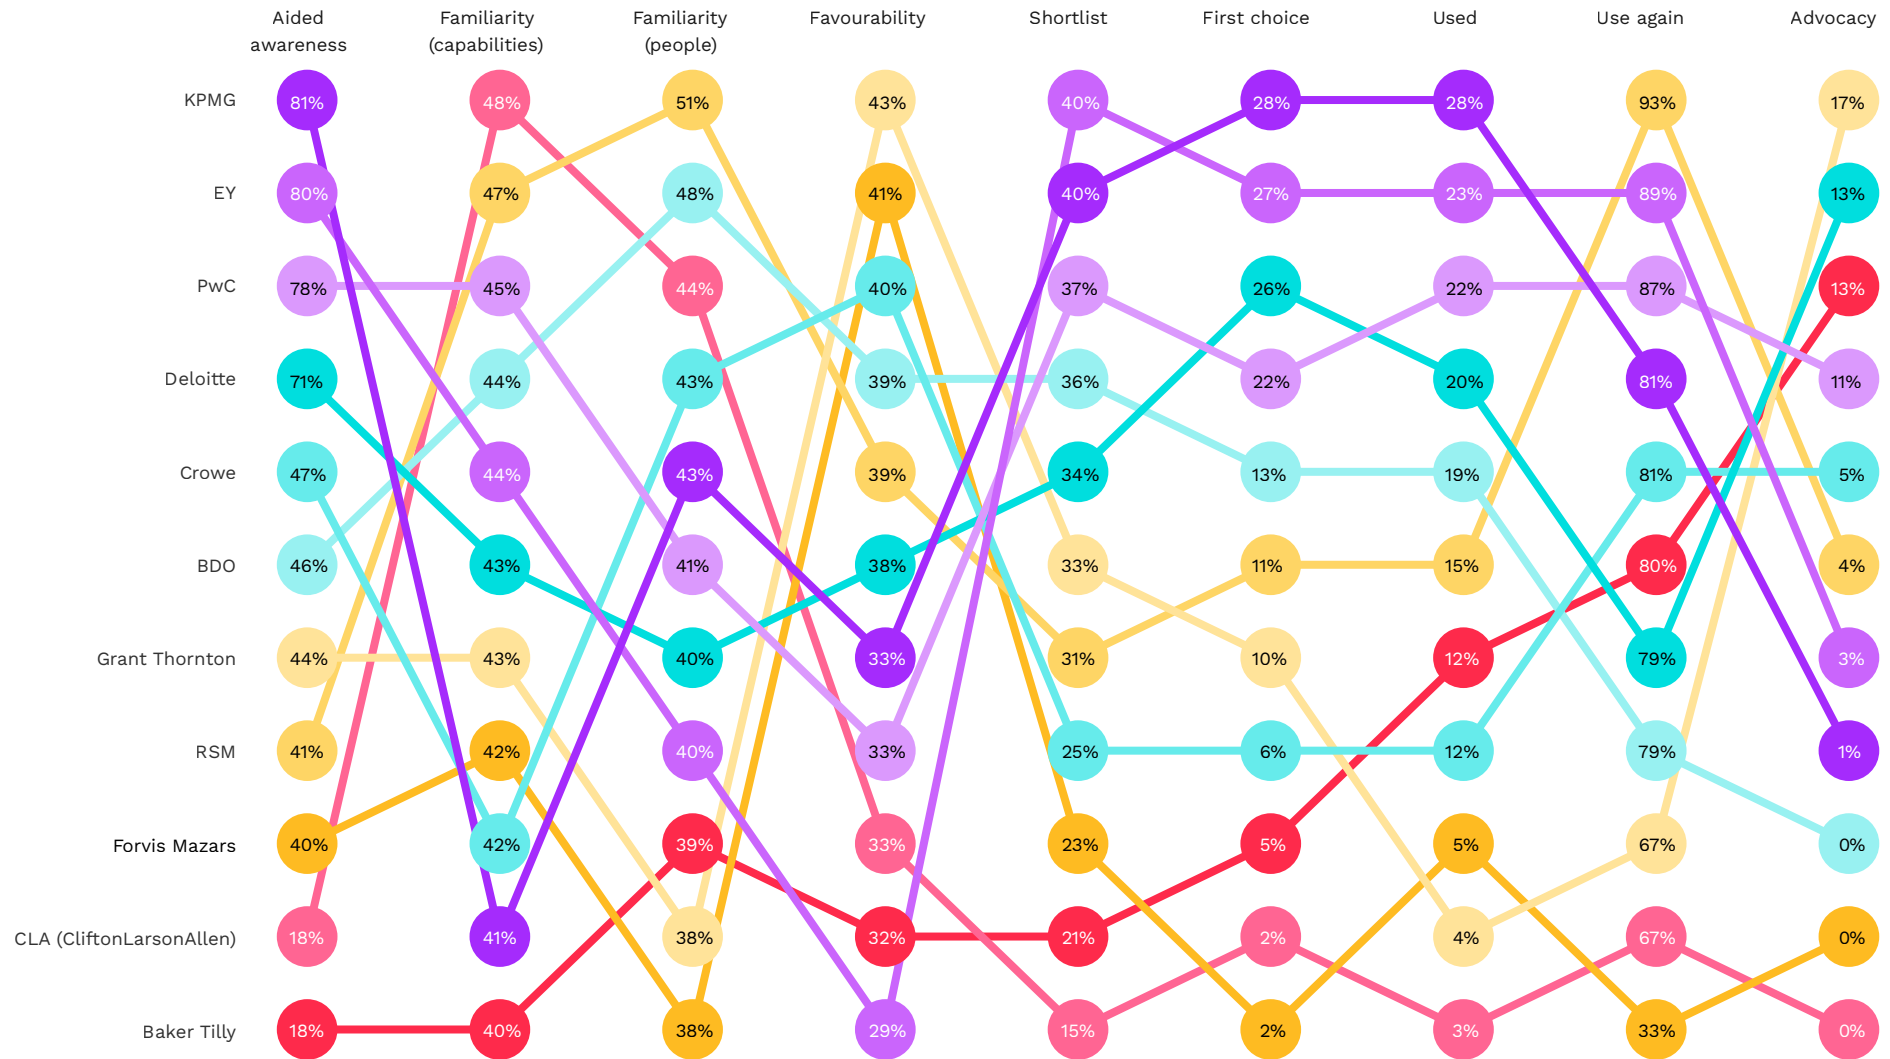 Aided Familiarity Familiarity Favourability Shortlist First choice Used Use again Advocacy
awareness (capabilities) (people)
KPMG 81% 48% 51% 43% 40% 28% 28% 93% 17%
EY 80% 47% 48% 41% 40% 27% 23% 89% 13%
PwC 78% 45% 44% 40% 37% 26% 22% 87% 13%
Deloitte 71% 44% 43% 39% 36% 22% 20% 81% 11%
Crowe 47% 44% 43% 39% 34% 13% 19% 81% 5%
BDO 46% 43% 41% 38% 33% 11% 15% 80% 4%
Grant Thornton 44% 43% 40% 33% 31% 10% 12% 79% 3%
RSM 41% 42% 40% 33% 25% 6% 12% 79% 1%
Forvis Mazars 40% 42% 39% 33% 23% 5% 5% 67% 0%
CLA (CliftonLarsonAllen) 18% 41% 38% 32% 21% 2% 4% 67% 0%
Baker Tilly 18% 40% 38% 29% 15% 2% 3% 33% 0%